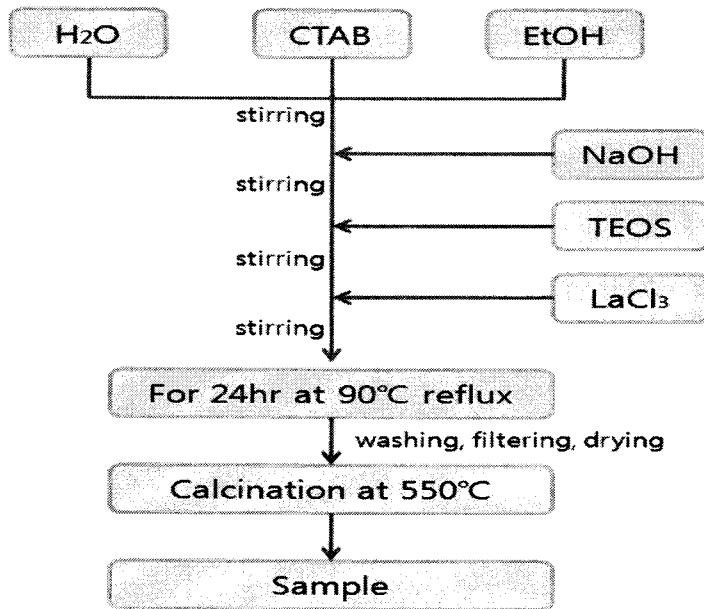 H₂O
CTAB
EtOH
stirring
NaOH
stirring
TEOS
stirring
LaCl₃
stirring
For 24hr at 90℃ reflux
washing, filtering, drying
Calcination at 550℃
Sample